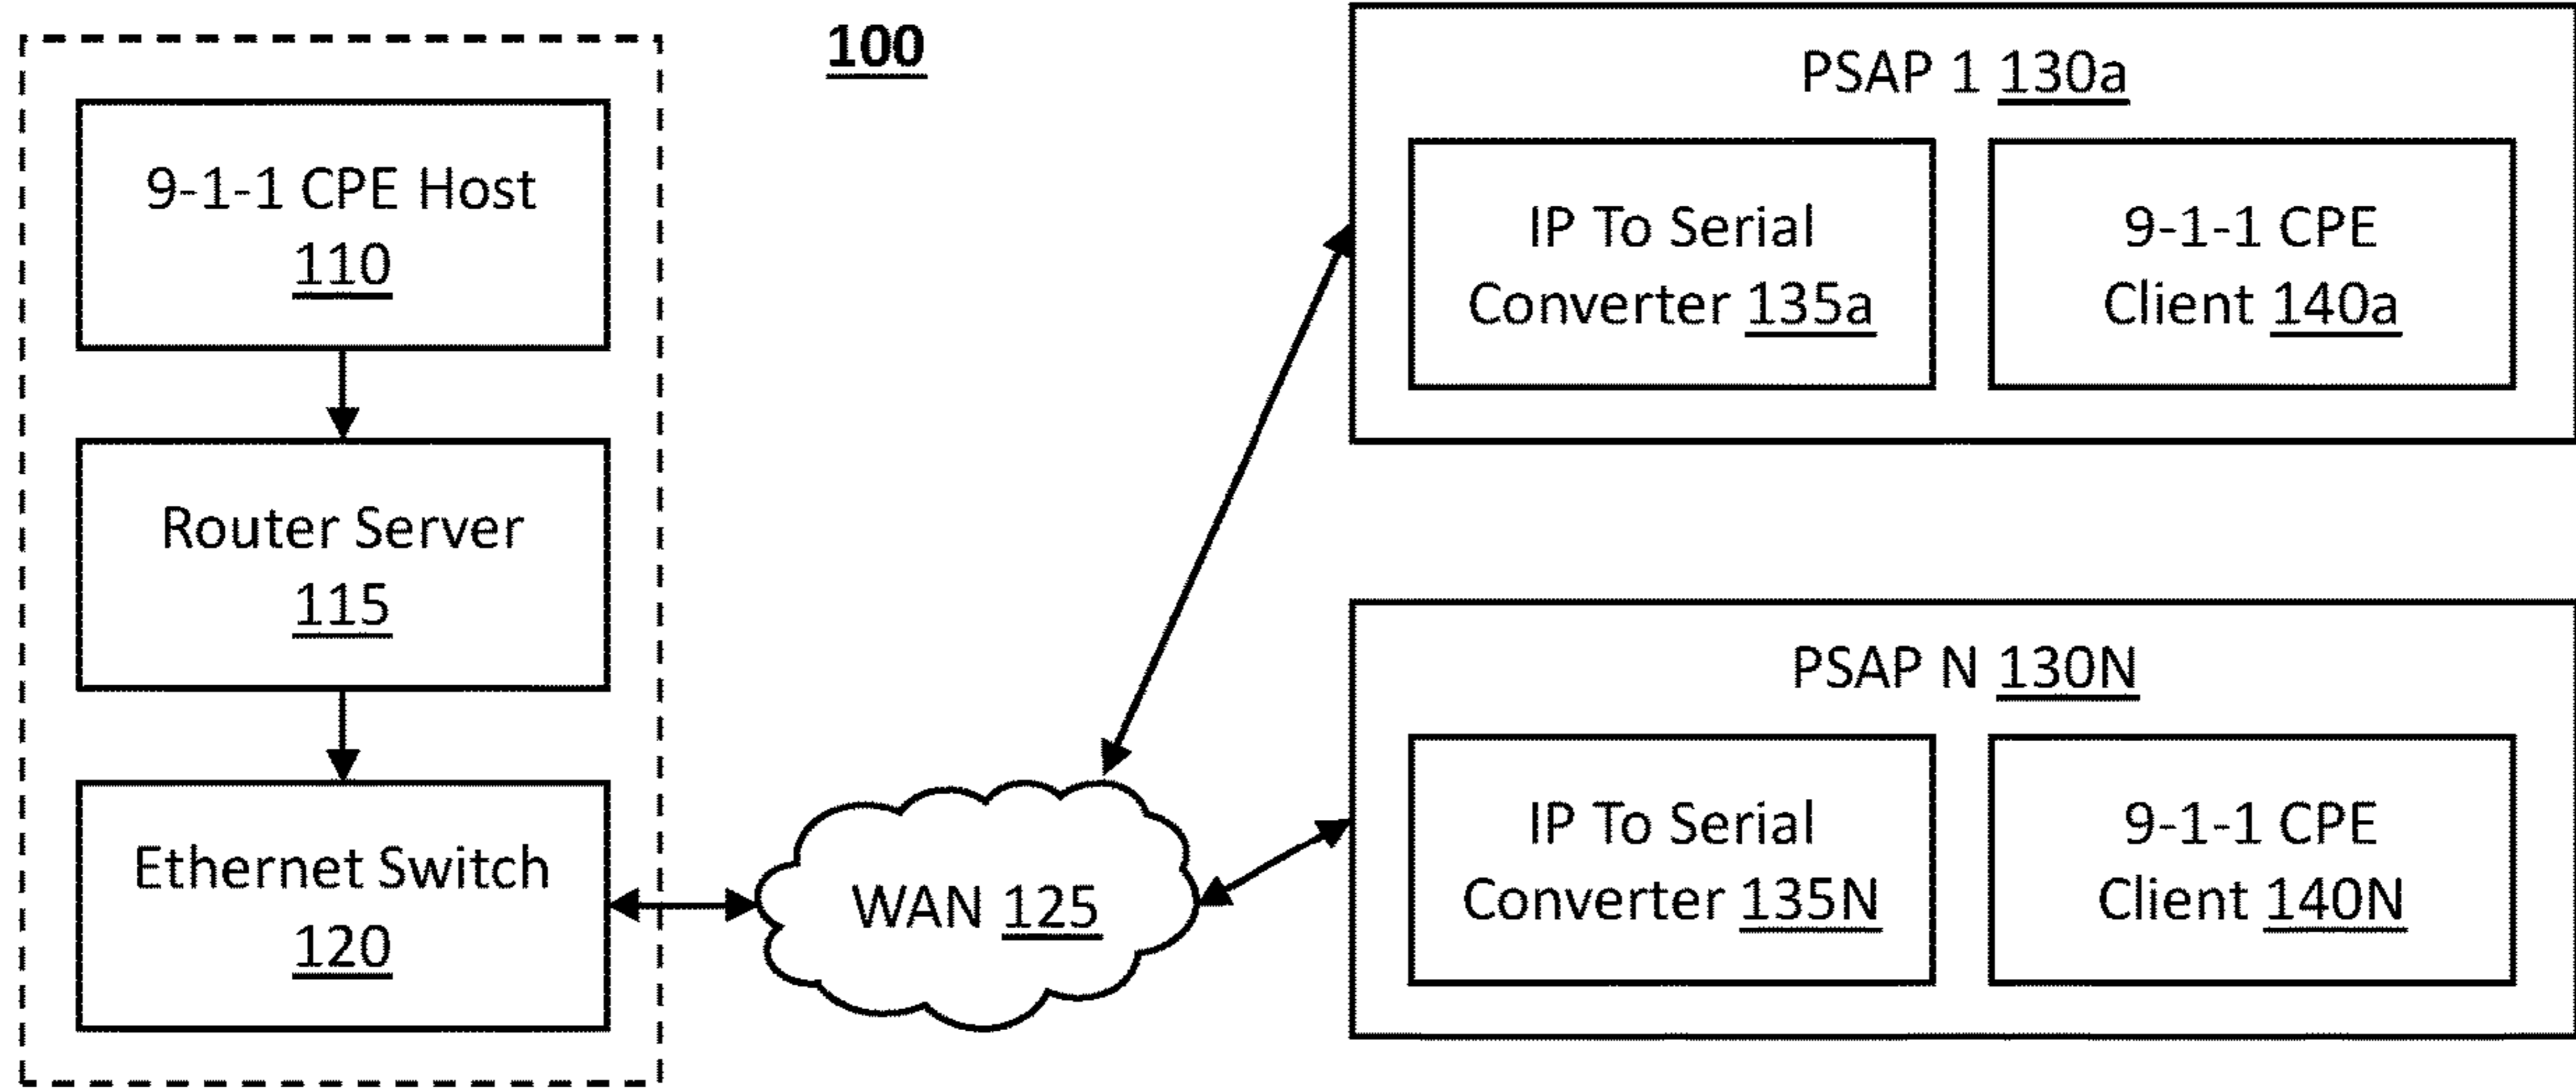 100
9-1-1 CPE Host
110
Router Server
115
Ethernet Switch
120
WAN 125
PSAP 1 130a
IP To Serial
Converter 135a
9-1-1 CPE
Client 140a
PSAP N 130N
IP To Serial
Converter 135N
9-1-1 CPE
Client 140N